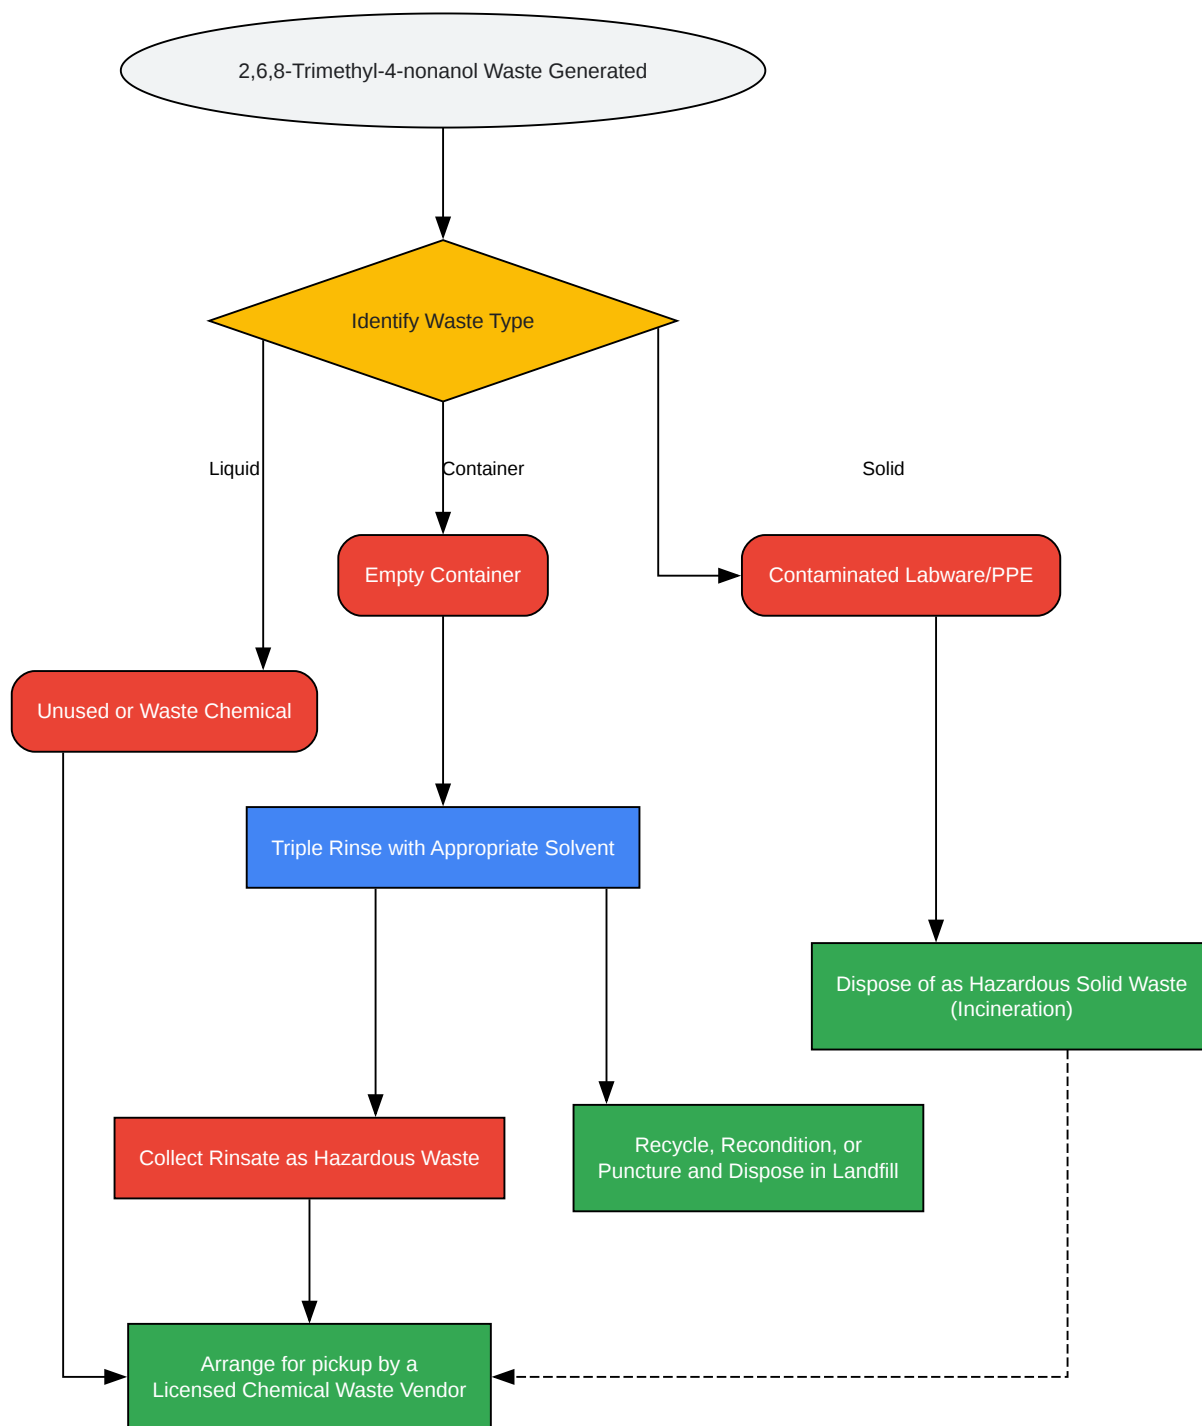 2,6,8-Trimethyl-4-nonanol Waste Generated
Identify Waste Type
Liquid
Container
Solid
Empty Container
Contaminated Labware/PPE
Unused or Waste Chemical
Triple Rinse with Appropriate Solvent
Dispose of as Hazardous Solid Waste
(Incineration)
Collect Rinsate as Hazardous Waste
Recycle, Recondition, or
Puncture and Dispose in Landfill
Arrange for pickup by a
Licensed Chemical Waste Vendor